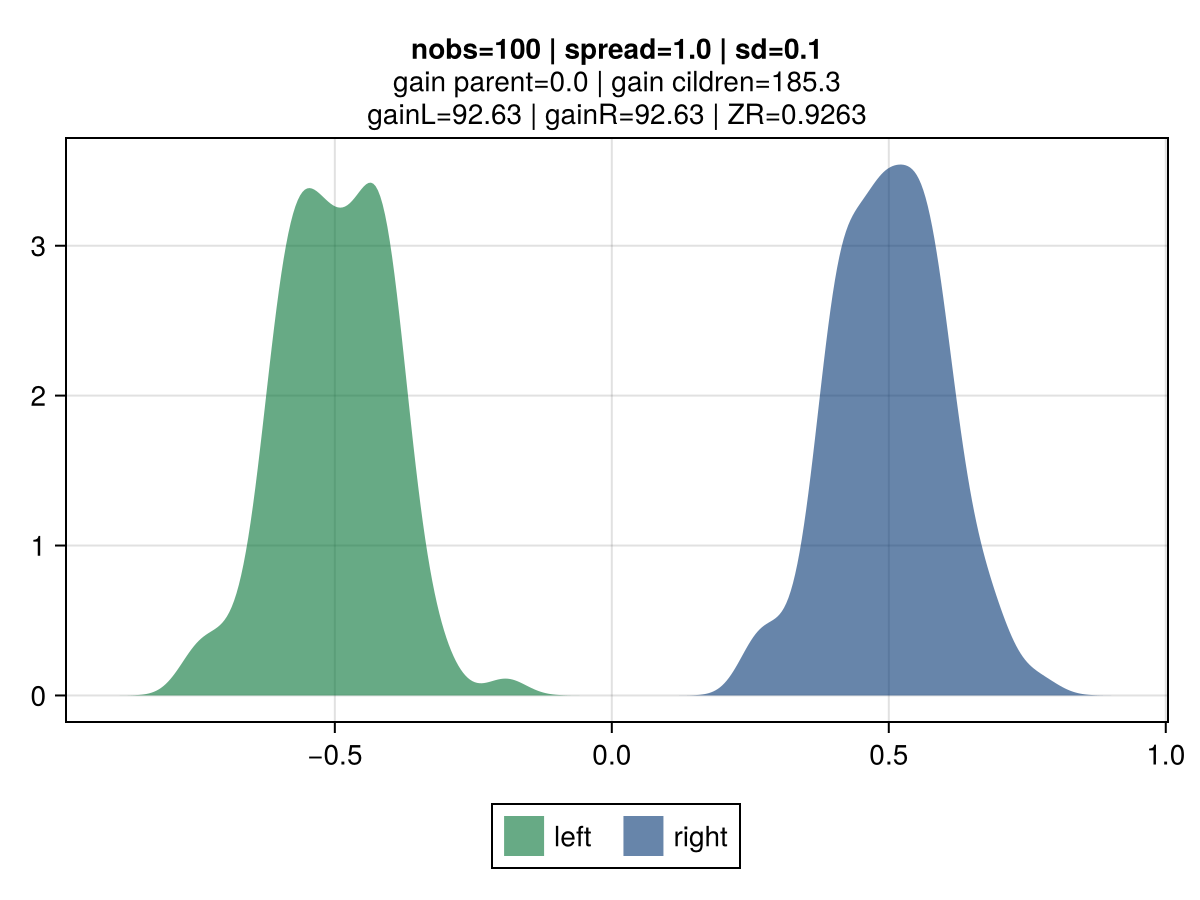 nobs=100 | spread=1.0 | sd=0.1
gain parent=0.0 | gain cildren=185.3
gainL=92.63 | gainR=92.63 | ZR=0.9263
3
2
1
0
−0.5 0.0 0.5 1.0
left right